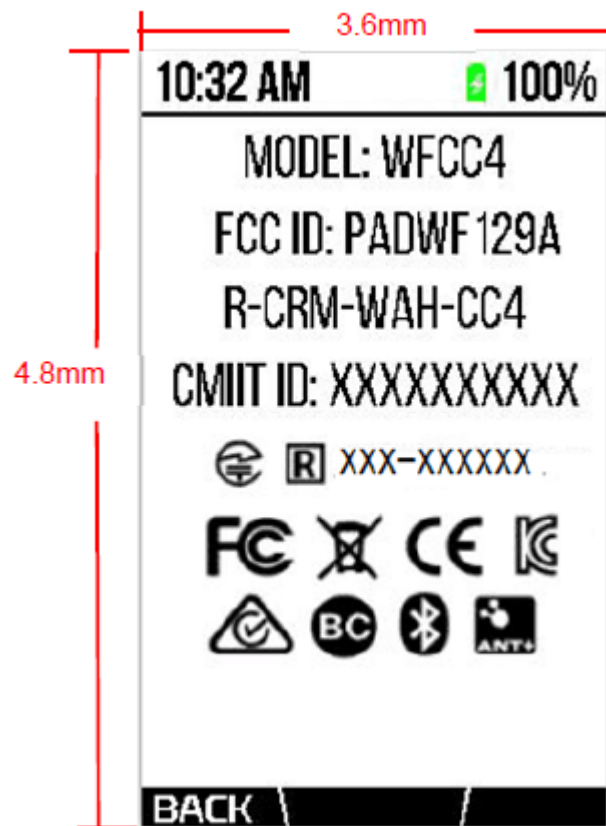 3.6mm
10:32 AM 100%
MODEL: WFCC4
FCC ID: PADWF129A
R-CRM-WAH-CC4
4.8mm
CMIIT ID: XXXXXXXXXX
R XXX-XXXXXX
FC CE KC
BC ANT+
BACK